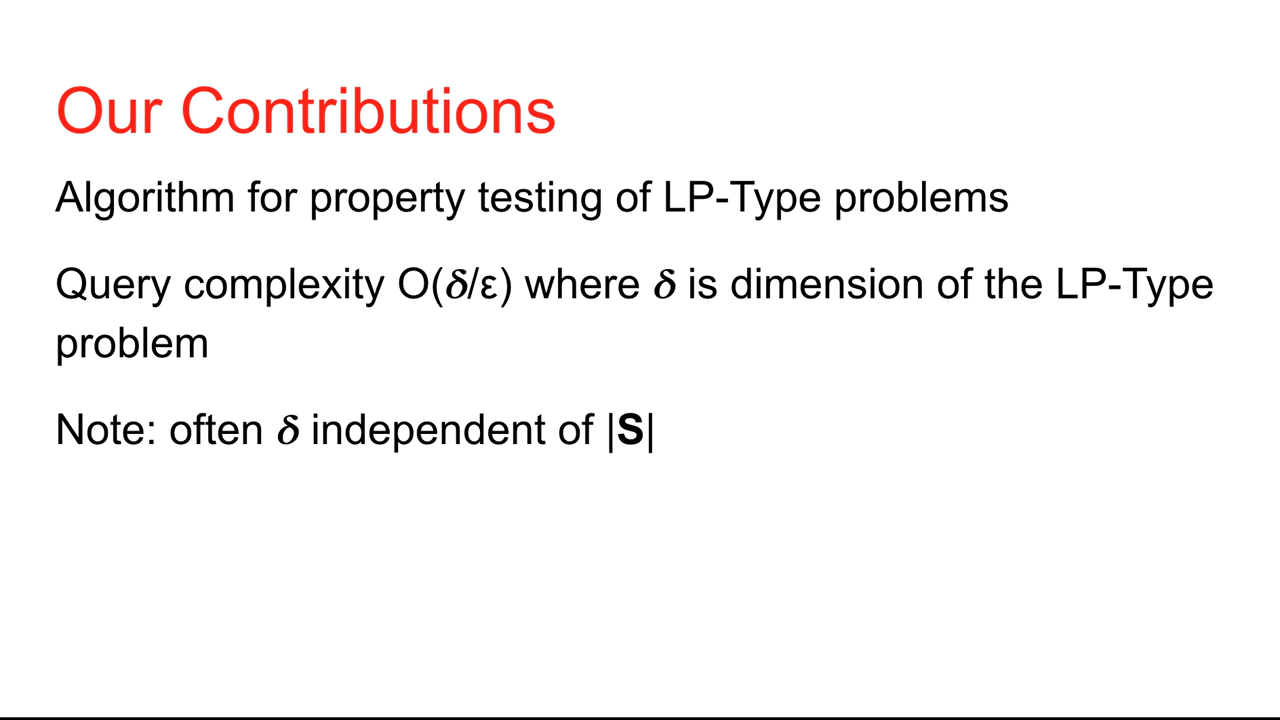 Our Contributions
Algorithm for property testing of LP-Type problems
Query complexity O(𝜹/ε) where 𝜹 is dimension of the LP-Type
problem
Note: often 𝜹 independent of |S|